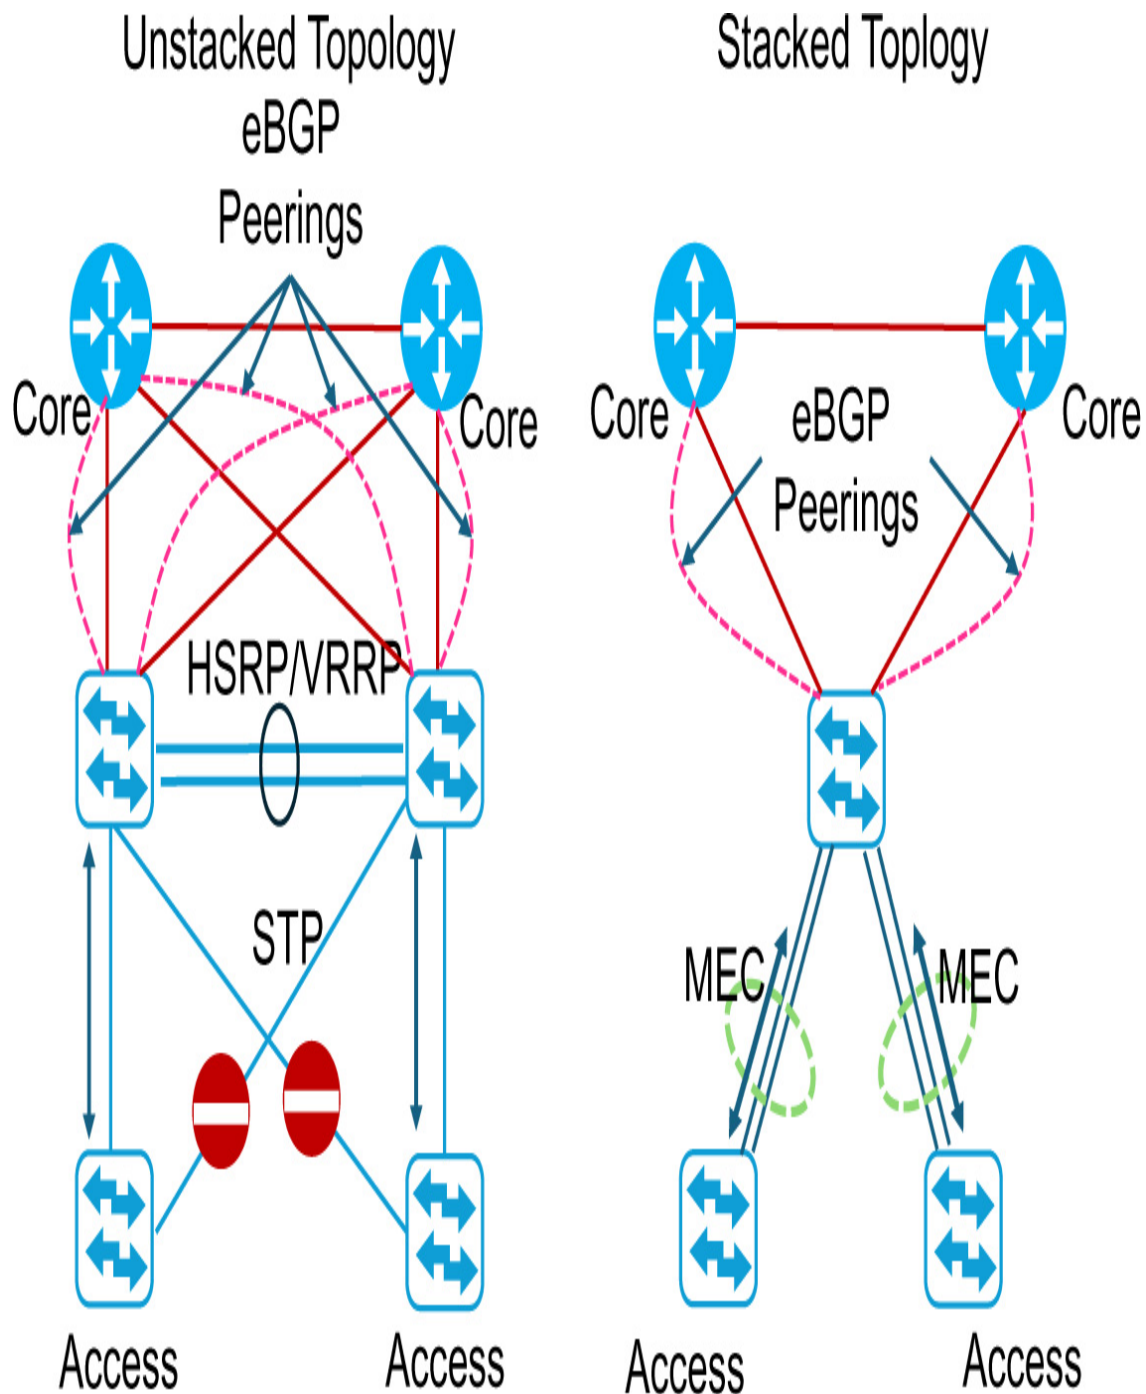 Unstacked Topology
eBGP
Peerings
Core
Core
HSRP/VRRP
STP
Access
Access
Stacked Toplogy
Core
Core
eBGP
Peerings
MEC
MEC
Access
Access